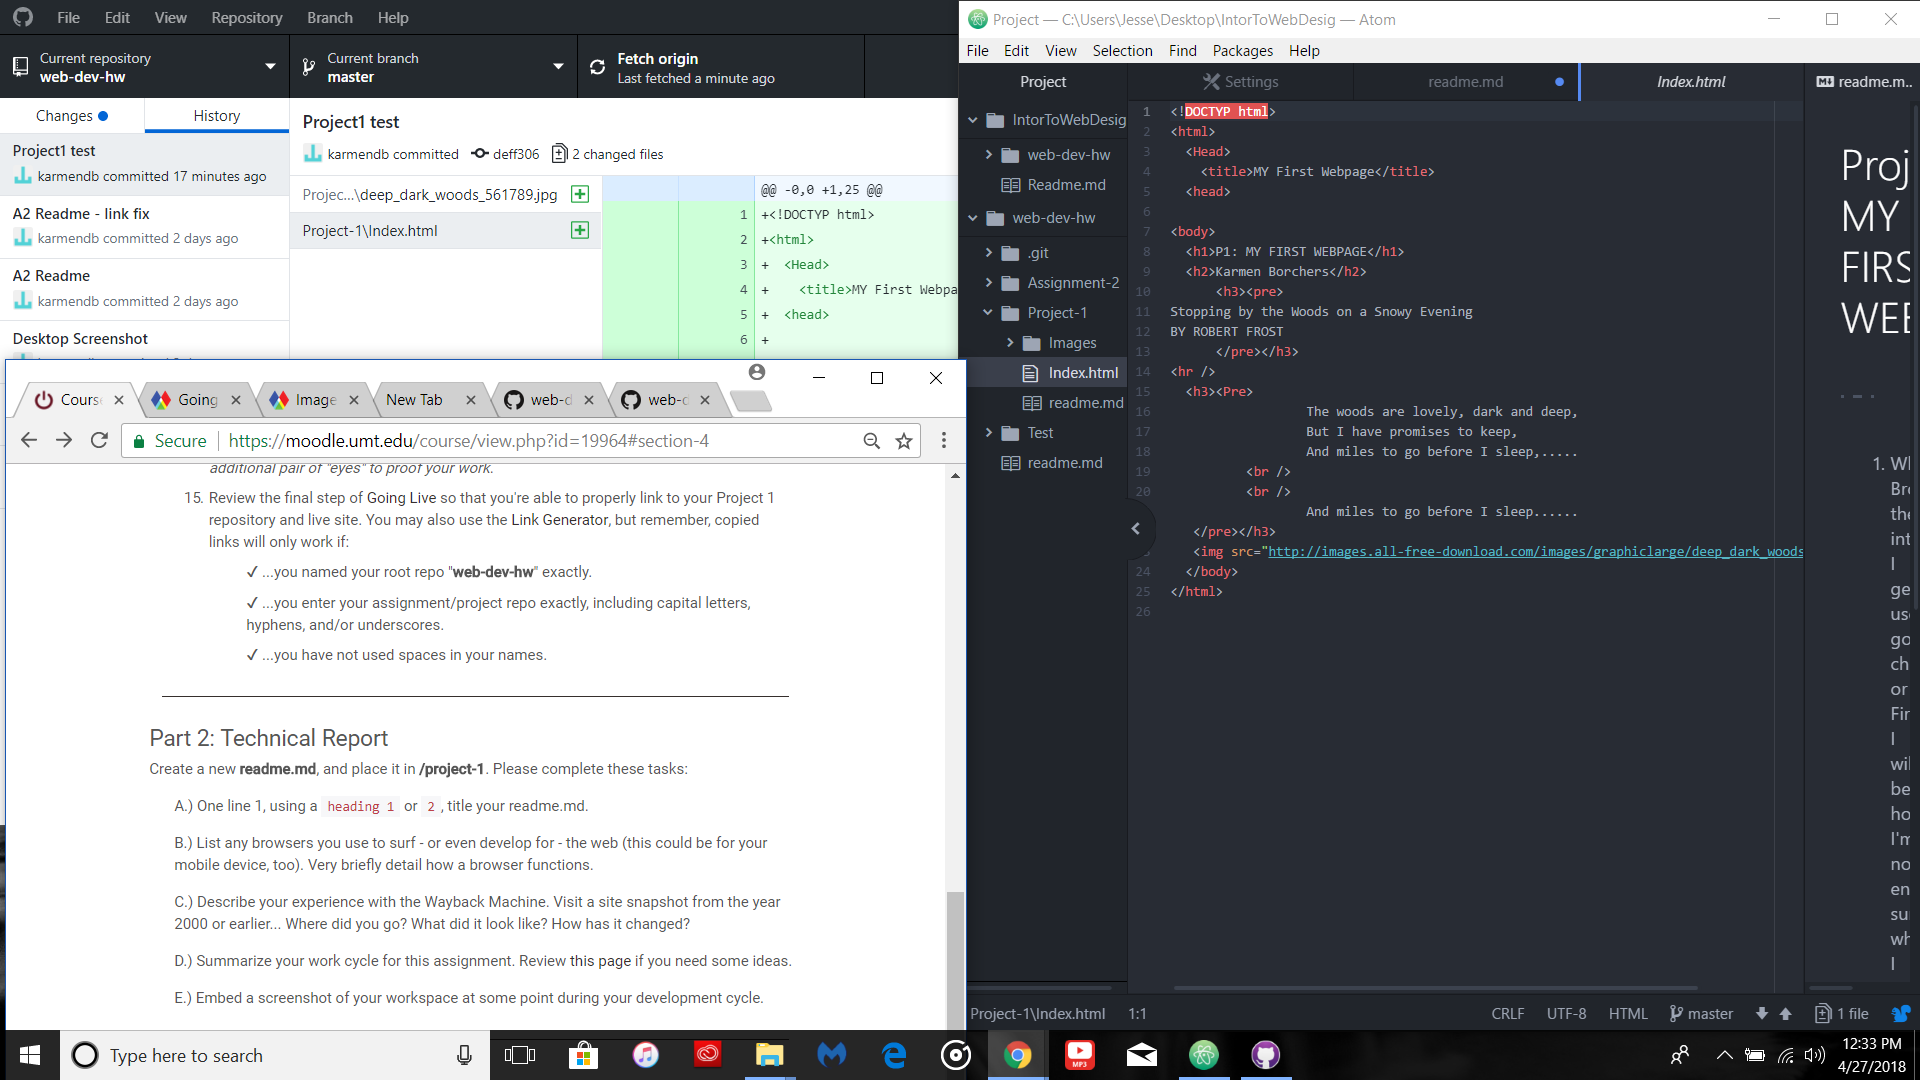 File Edit View Repository Branch Help
Current repository
web-dev-hw
Current branch
master
Fetch origin
Last fetched a minute ago
Changes
History
Project1 test
karmendb committed 17 minutes ago
A2 Readme - link fix
karmendb committed 2 days ago
A2 Readme
karmendb committed 2 days ago
Desktop Screenshot
Project1 test
karmendb committed deff306 2 changed files
Projec...\deep_dark_woods_561789.jpg
Project-1\Index.html
@@ -0,0 +1,25 @@
1 +<!DOCTYP html>
2 +<html>
3 + <Head>
4 + <title>MY First Webpa
5 + <head>
6 +
Project — C:\Users\Jesse\Desktop\IntorToWebDesig — Atom
File Edit View Selection Find Packages Help
Project
IntorToWebDesig
web-dev-hw
Readme.md
web-dev-hw
.git
Assignment-2
Project-1
Images
Index.html
readme.md
Test
readme.md
Settings
readme.md
Index.html
readme.m..
1 <!DOCTYP html>
2 <html>
3 <Head>
4 <title>MY First Webpage</title>
5 <head>
6
7 <body>
8 <h1>P1: MY FIRST WEBPAGE</h1>
9 <h2>Karmen Borchers</h2>
10 <h3><pre>
11 Stopping by the Woods on a Snowy Evening
12 BY ROBERT FROST
13 </pre></h3>
14 <hr />
15 <h3><Pre>
16 The woods are lovely, dark and deep,
17 But I have promises to keep,
18 And miles to go before I sleep,.....
19 <br />
20 <br />
And miles to go before I sleep......
</pre></h3>
<img src="http://images.all-free-download.com/images/graphiclarge/deep_dark_woods
24 </body>
25 </html>
26
Proj
MY
FIRS
WEB
1. Wl
Bro
the
int
I
ge
us
go
ch
or
Fir
I
wil
be
ho
I'm
no
en
su
wh
I
Project-1\Index.html 1:1
CRLF UTF-8 HTML master 1 file
Cours
Going
Image
New Tab
web-d
web-d
Secure https://moodle.umt.edu/course/view.php?id=19964#section-4
additional pair of "eyes" to proof your work.
15. Review the final step of Going Live so that you're able to properly link to your Project 1
repository and live site. You may also use the Link Generator, but remember, copied
links will only work if:
✓ ...you named your root repo "web-dev-hw" exactly.
✓ ...you enter your assignment/project repo exactly, including capital letters,
hyphens, and/or underscores.
✓ ...you have not used spaces in your names.
Part 2: Technical Report
Create a new readme.md, and place it in /project-1. Please complete these tasks:
A.) One line 1, using a heading 1 or 2, title your readme.md.
B.) List any browsers you use to surf - or even develop for - the web (this could be for your
mobile device, too). Very briefly detail how a browser functions.
C.) Describe your experience with the Wayback Machine. Visit a site snapshot from the year
2000 or earlier... Where did you go? What did it look like? How has it changed?
D.) Summarize your work cycle for this assignment. Review this page if you need some ideas.
E.) Embed a screenshot of your workspace at some point during your development cycle.
Type here to search
MP3
12:33 PM
4/27/2018